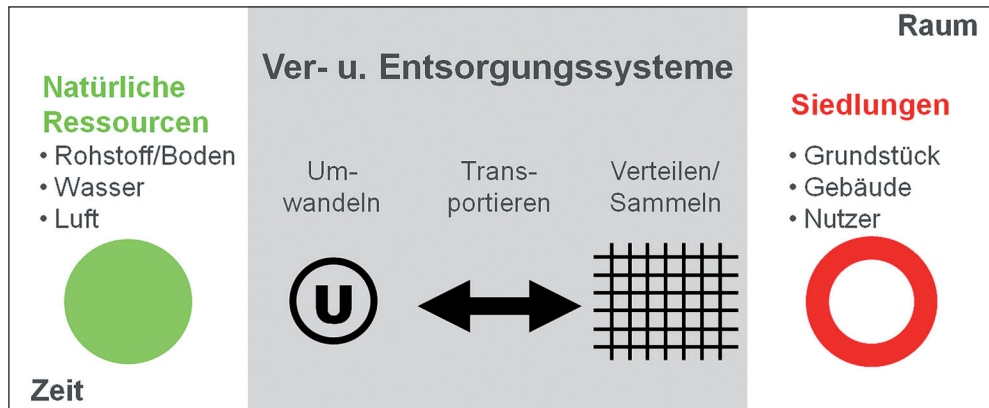 Raum
Ver- u. Entsorgungssysteme
Natürliche
Ressourcen
• Rohstoff/Boden
• Wasser
• Luft
Um-
wandeln
Trans-
portieren
Verteilen/
Sammeln
Siedlungen
• Grundstück
• Gebäude
• Nutzer
U
Zeit